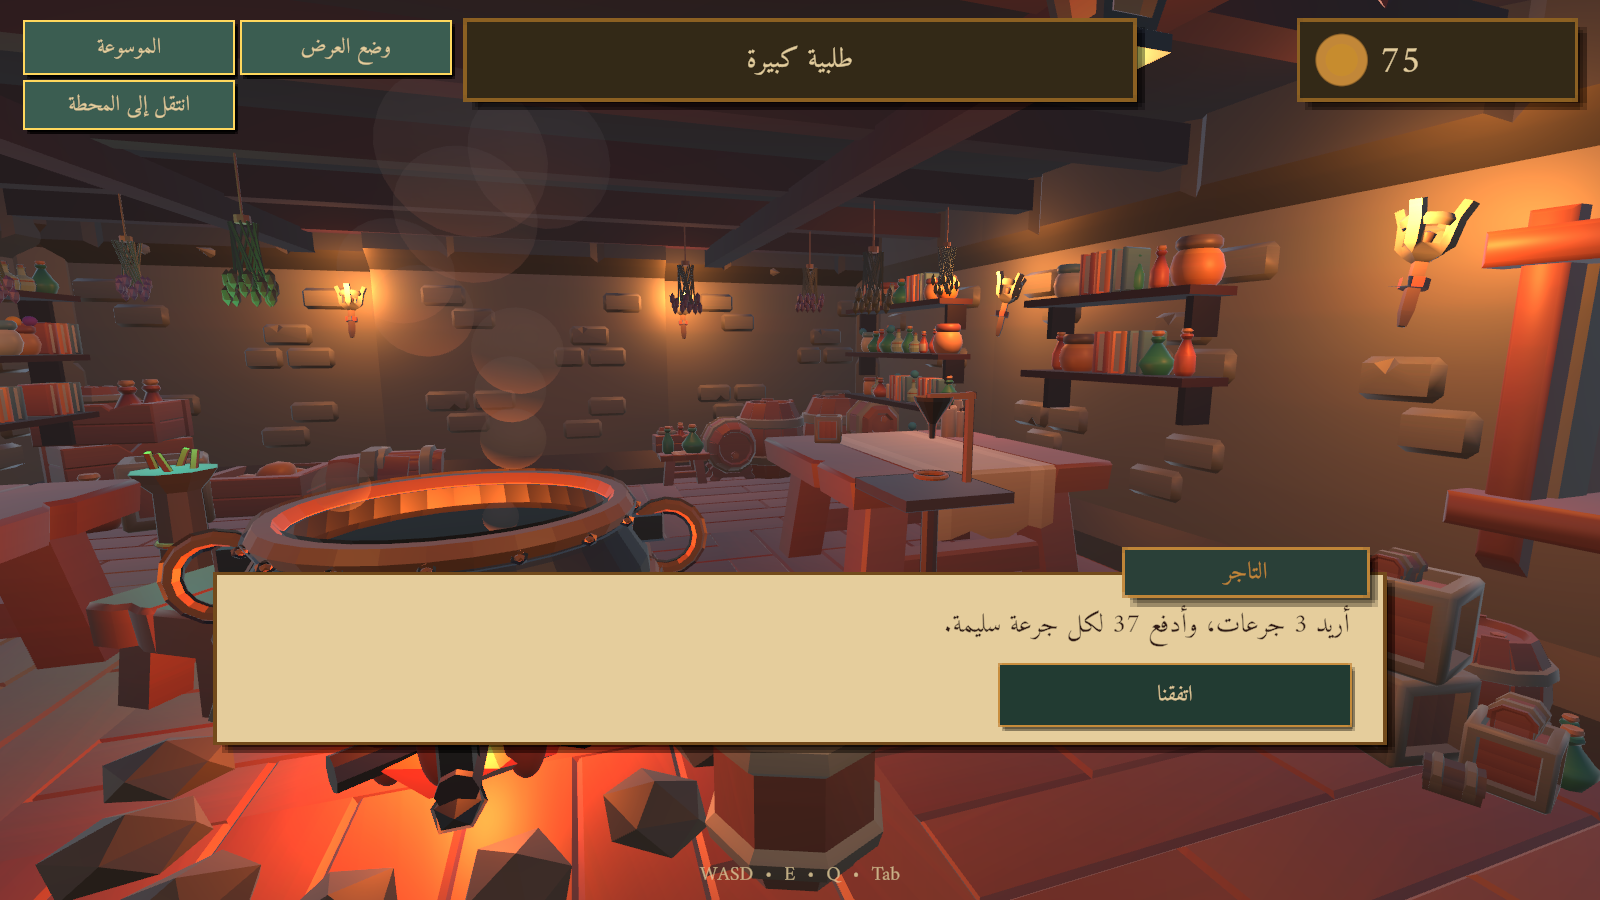 وضع العرض
الموسوعة
انتقل إلى المحطة
طلبية كبيرة
75
التاجر
أريد 3 جرعات، وأدفع 37 لكل جرعة سليمة.
اتفقنا
WASD • E • Q • Tab